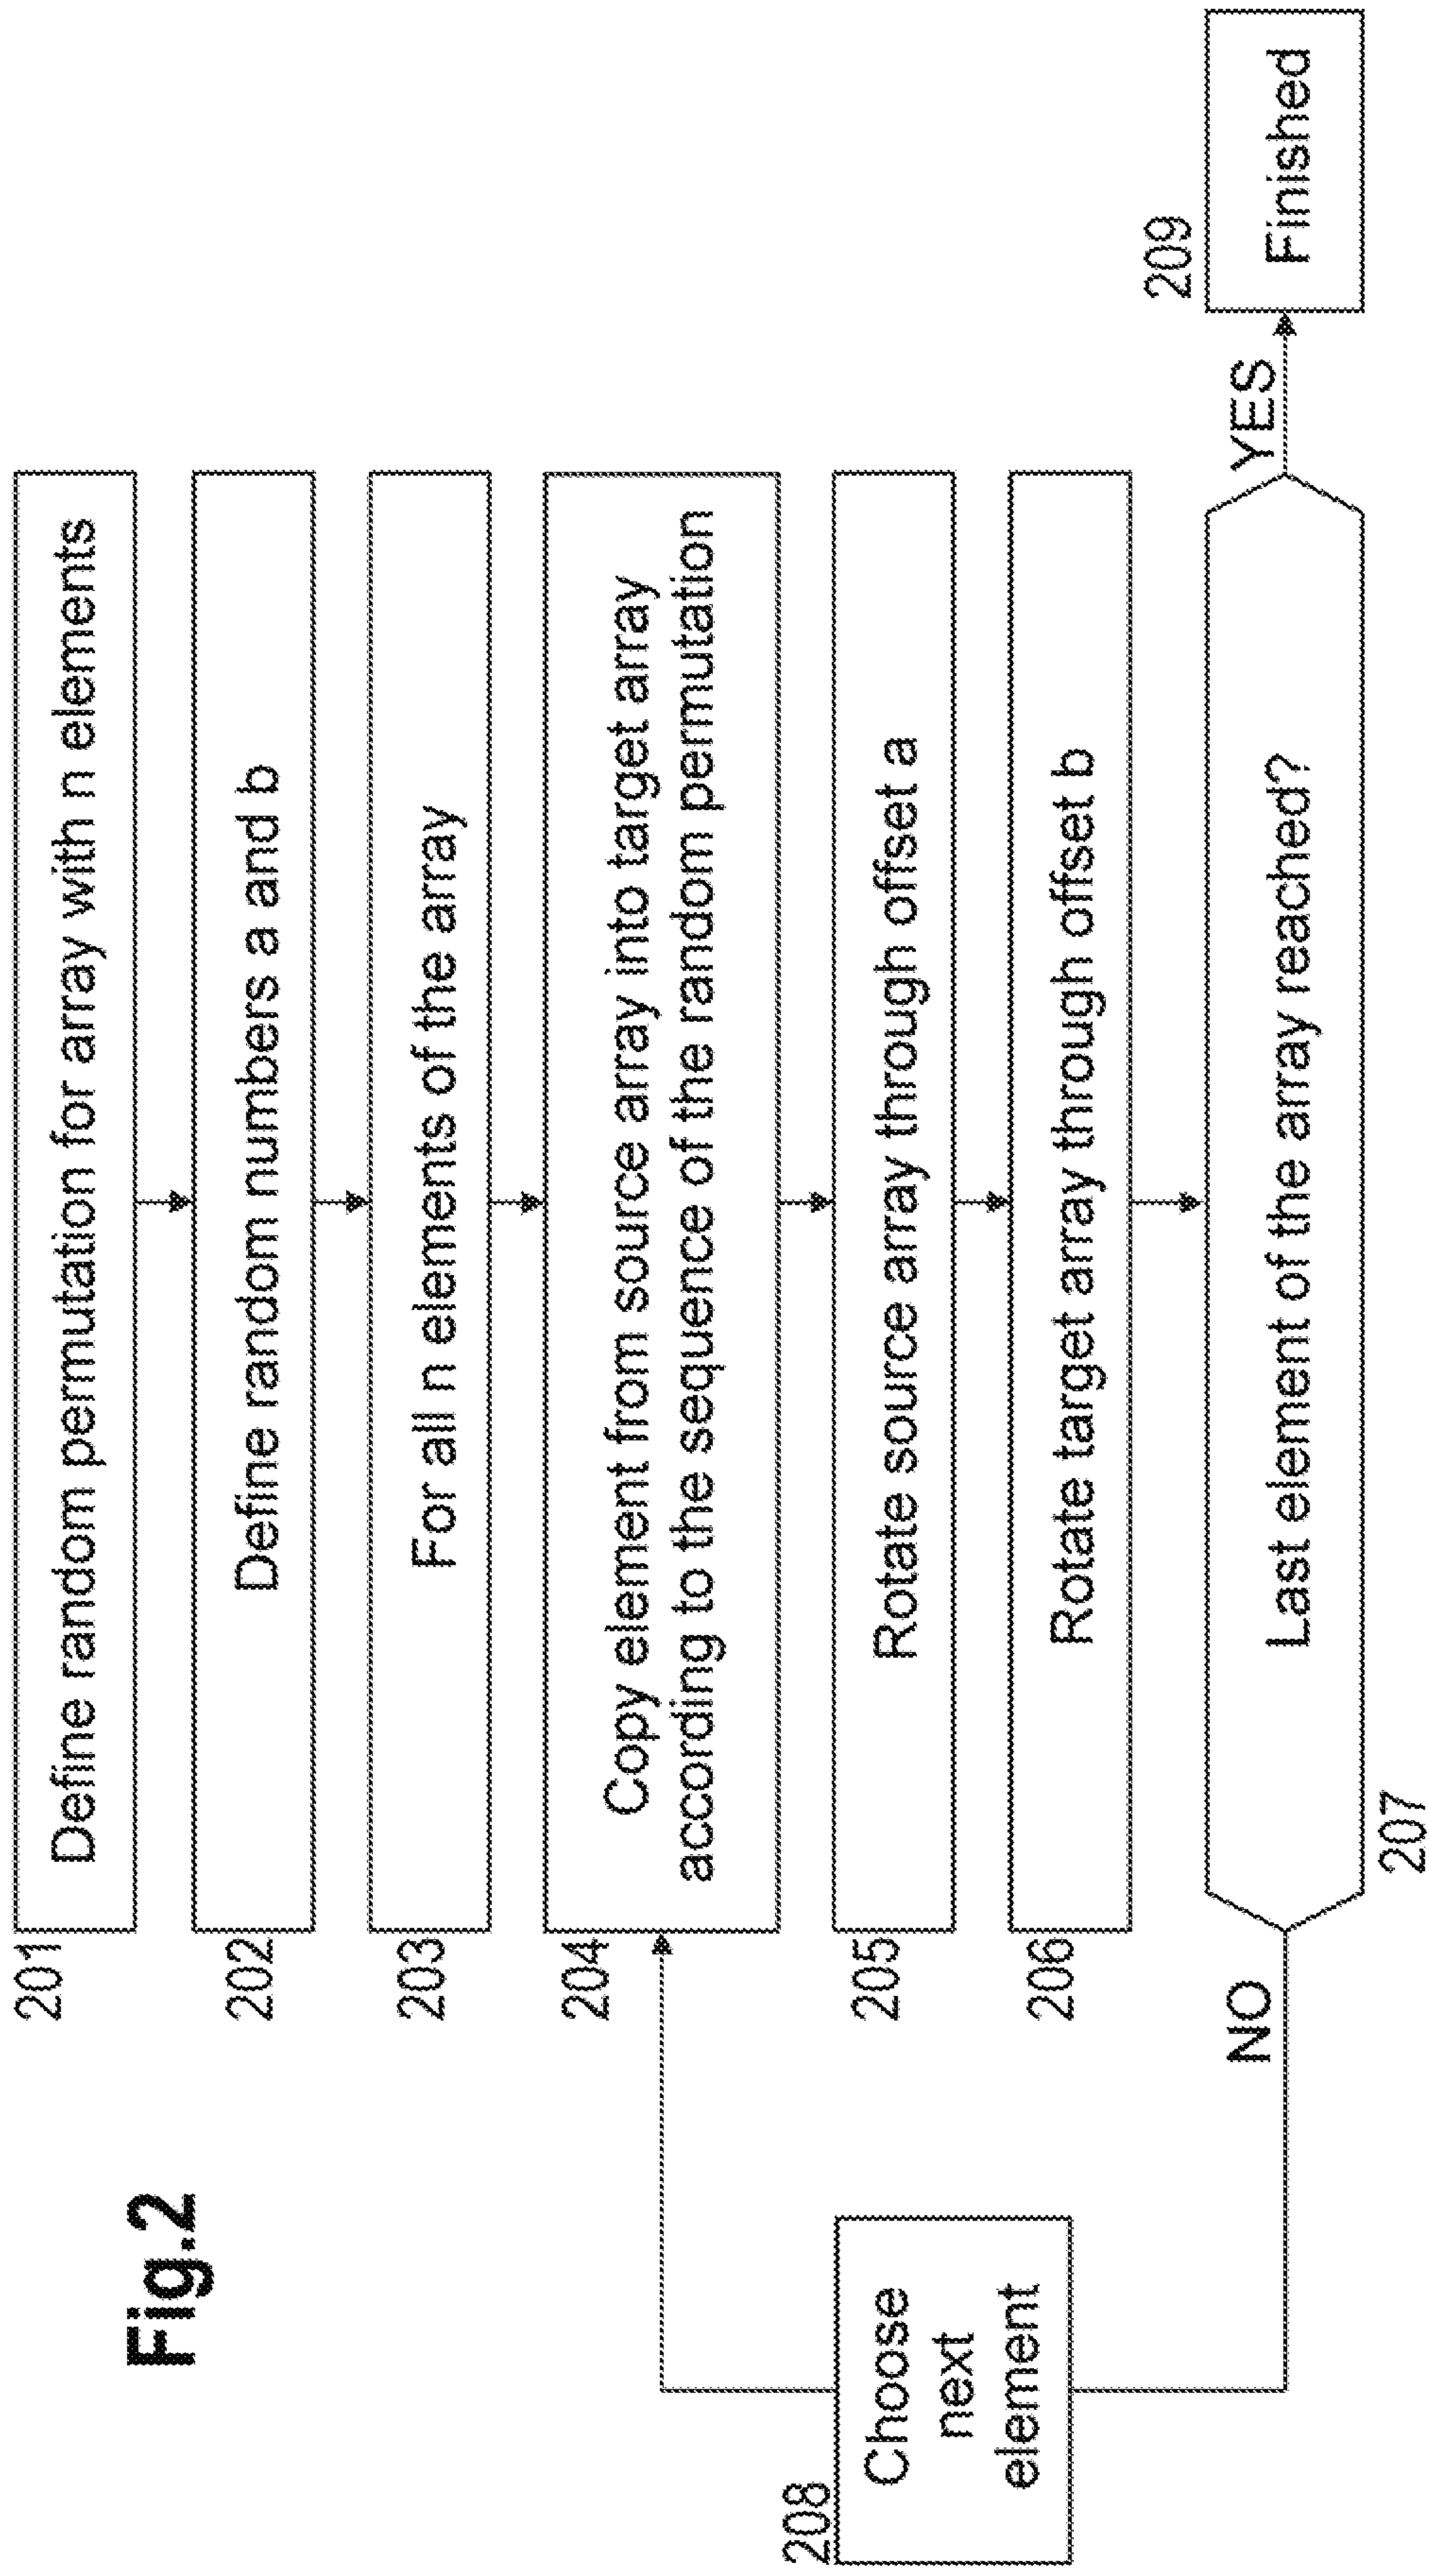 Fig.2
201
Define random permutation for array with n elements
202
Define random numbers a and b
203
For all n elements of the array
204
Copy element from source array into target array
according to the sequence of the random permutation
205
Rotate source array through offset a
206
Rotate target array through offset b
Last element of the array reached?
207
NO
YES
208
Choose
next
element
209
Finished